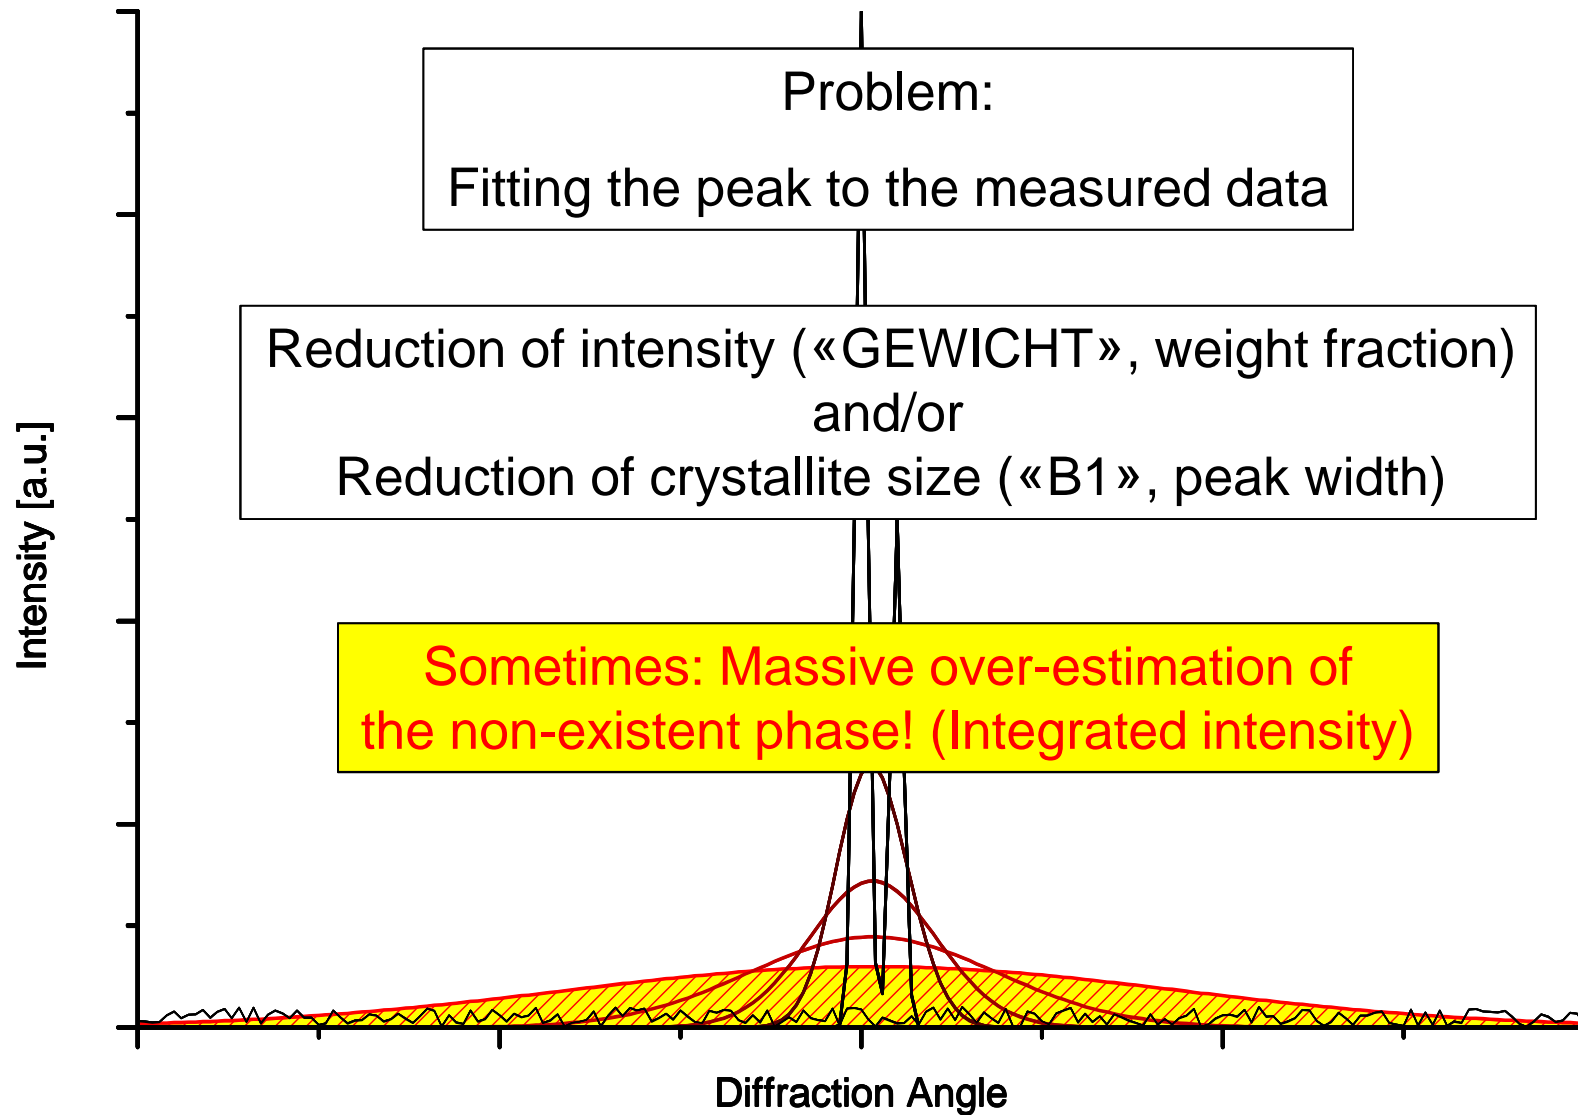 Problem:
Fitting the peak to the measured data
Reduction of intensity («GEWICHT», weight fraction)
and/or
Reduction of crystallite size («B1», peak width)
Sometimes: Massive over-estimation of
the non-existent phase! (Integrated intensity)
Intensity [a.u.]
Diffraction Angle